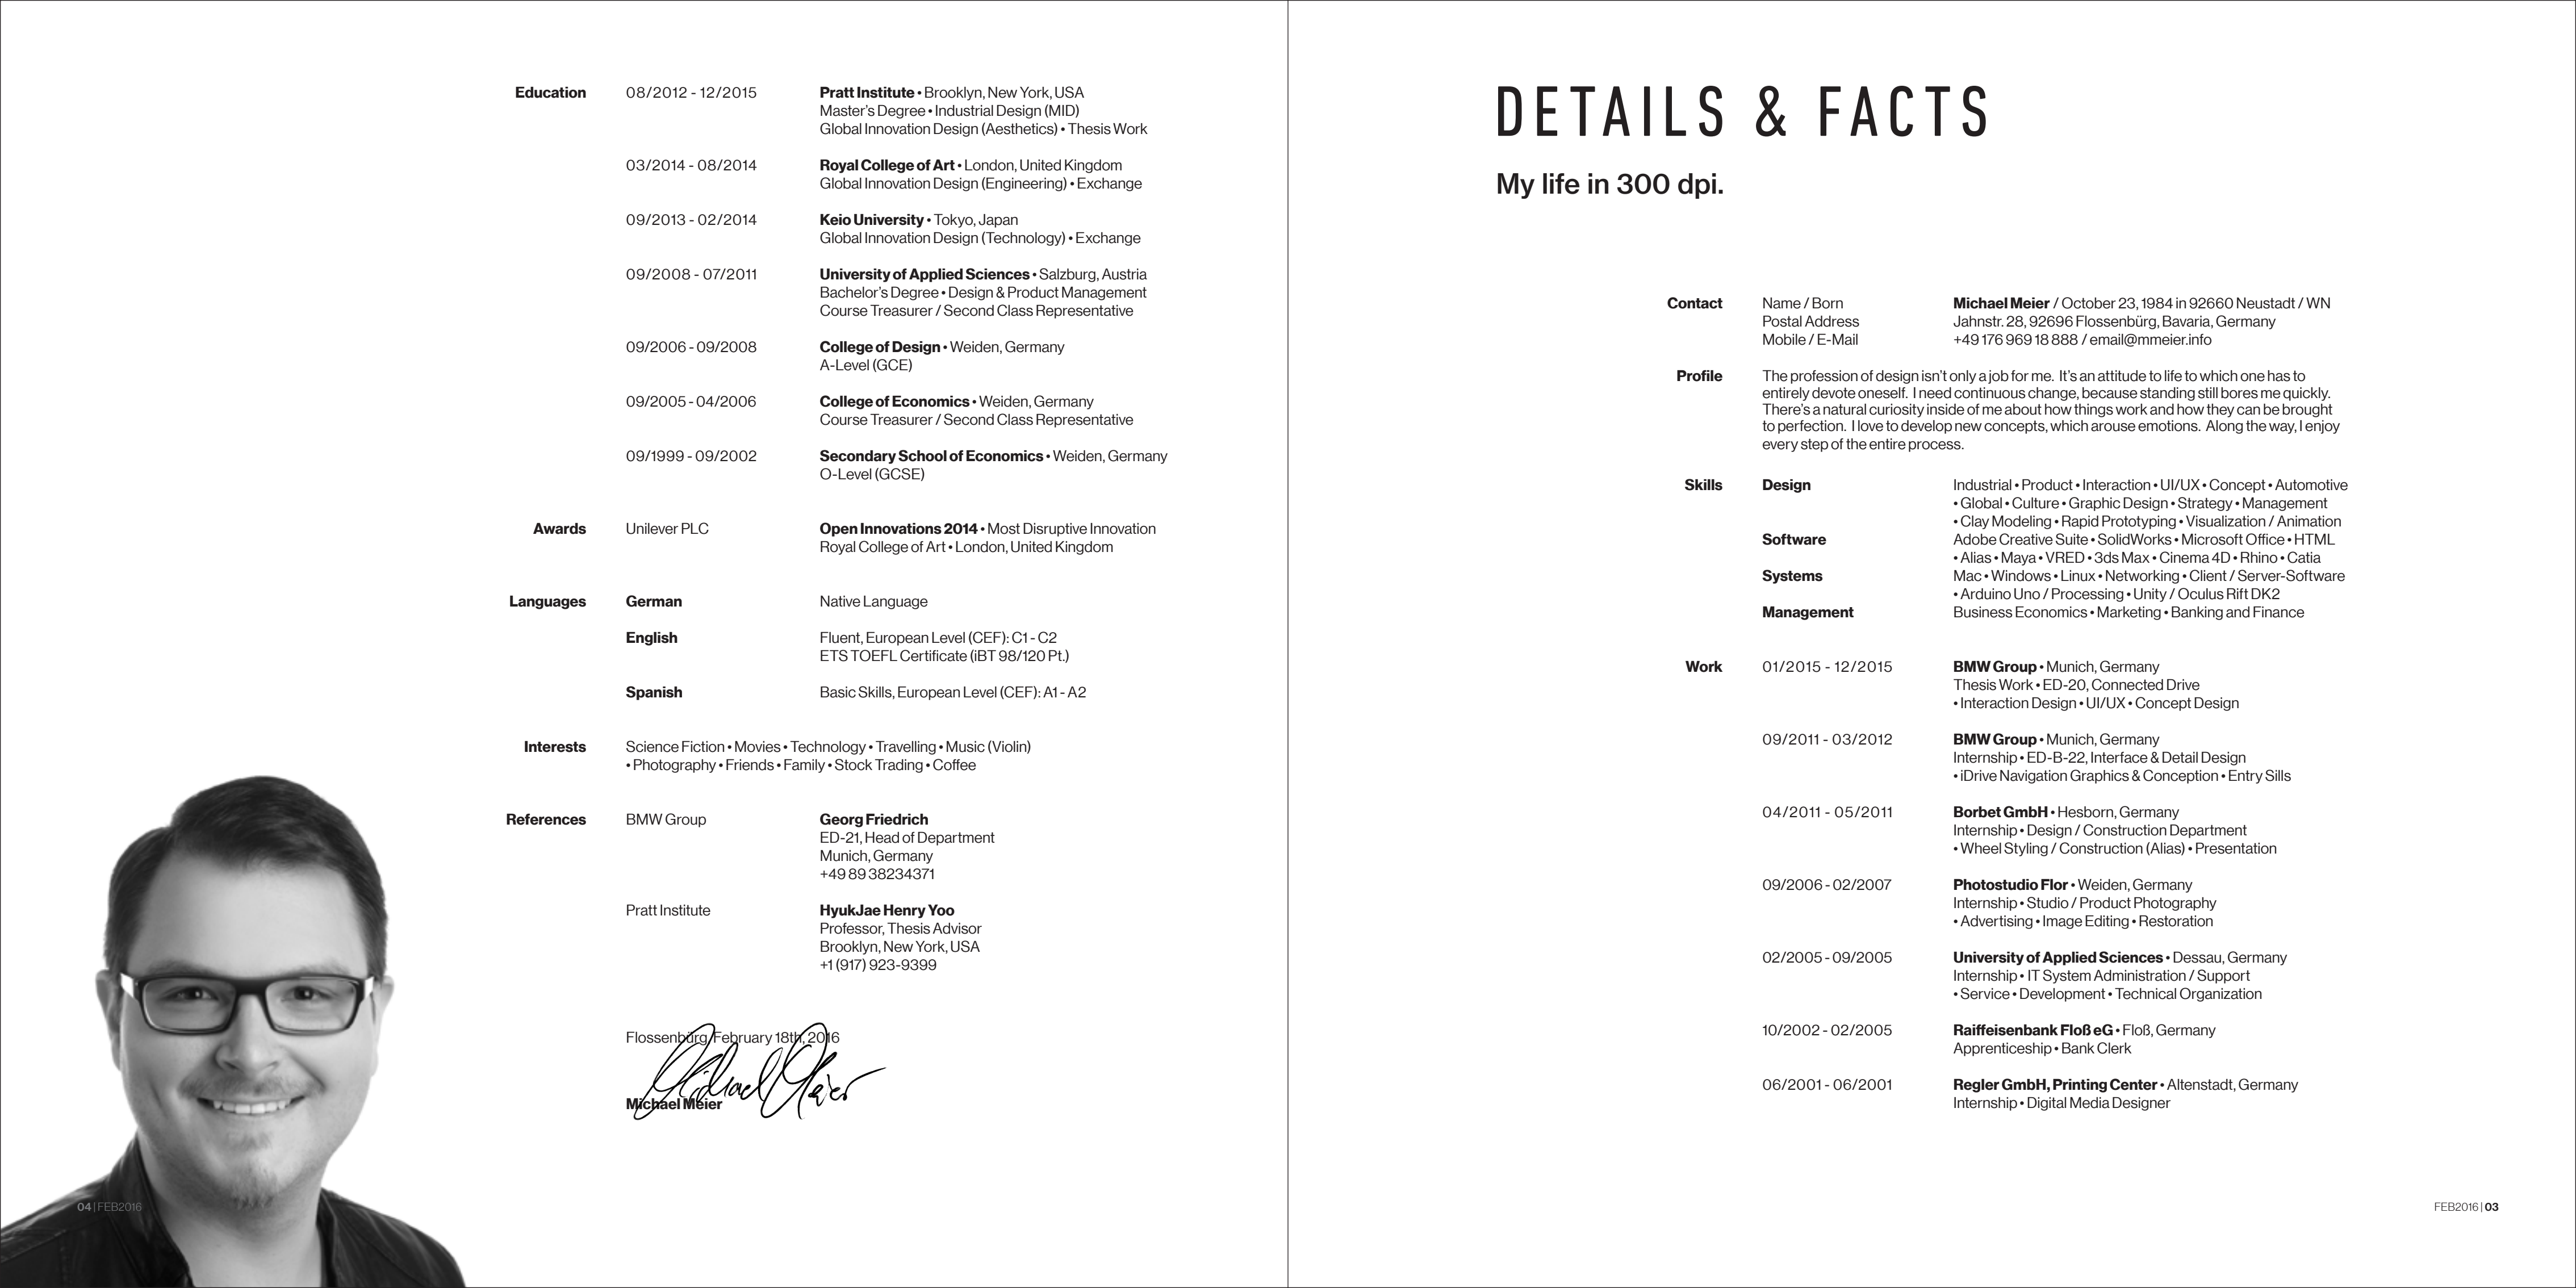 Education 08/2012 - 12/2015 Pratt Institute • Brooklyn, New York, USA
Master's Degree • Industrial Design (MID)
Global Innovation Design (Aesthetics) • Thesis Work
03/2014 - 08/2014 Royal College of Art • London, United Kingdom
Global Innovation Design (Engineering) • Exchange
09/2013 - 02/2014 Keio University • Tokyo, Japan
Global Innovation Design (Technology) • Exchange
09/2008 - 07/2011 University of Applied Sciences • Salzburg, Austria
Bachelor's Degree • Design & Product Management
Course Treasurer / Second Class Representative
09/2006 - 09/2008 College of Design • Weiden, Germany
A-Level (GCE)
09/2005 - 04/2006 College of Economics • Weiden, Germany
Course Treasurer / Second Class Representative
09/1999 - 09/2002 Secondary School of Economics • Weiden, Germany
O-Level (GCSE)
Awards Unilever PLC Open Innovations 2014 • Most Disruptive Innovation
Royal College of Art • London, United Kingdom
Languages German Native Language
English Fluent, European Level (CEF): C1 - C2
ETS TOEFL Certificate (iBT 98/120 Pt.)
Spanish Basic Skills, European Level (CEF): A1 - A2
Interests Science Fiction • Movies • Technology • Travelling • Music (Violin)
• Photography • Friends • Family • Stock Trading • Coffee
References BMW Group Georg Friedrich
ED-21, Head of Department
Munich, Germany
+49 89 38234371
Pratt Institute HyukJae Henry Yoo
Professor, Thesis Advisor
Brooklyn, New York, USA
+1 (917) 923-9399
Flossenbürg, February 18th, 2016
Michael Meier
Michael Meier
04 | FEB2016
DETAILS & FACTS
My life in 300 dpi.
Contact Name / Born Michael Meier / October 23, 1984 in 92660 Neustadt / WN
Postal Address Jahnstr. 28, 92696 Flossenbürg, Bavaria, Germany
Mobile / E-Mail +49 176 969 18 888 / email@mmeier.info
Profile The profession of design isn't only a job for me. It's an attitude to life to which one has to
entirely devote oneself. I need continuous change, because standing still bores me quickly.
There's a natural curiosity inside of me about how things work and how they can be brought
to perfection. I love to develop new concepts, which arouse emotions. Along the way, I enjoy
every step of the entire process.
Skills Design Industrial • Product • Interaction • UI/UX • Concept • Automotive
• Global • Culture • Graphic Design • Strategy • Management
• Clay Modeling • Rapid Prototyping • Visualization / Animation
Software Adobe Creative Suite • SolidWorks • Microsoft Office • HTML
• Alias • Maya • VRED • 3ds Max • Cinema 4D • Rhino • Catia
Systems Mac • Windows • Linux • Networking • Client / Server-Software
• Arduino Uno / Processing • Unity / Oculus Rift DK2
Management Business Economics • Marketing • Banking and Finance
Work 01/2015 - 12/2015 BMW Group • Munich, Germany
Thesis Work • ED-20, Connected Drive
• Interaction Design • UI/UX • Concept Design
09/2011 - 03/2012 BMW Group • Munich, Germany
Internship • ED-B-22, Interface & Detail Design
• iDrive Navigation Graphics & Conception • Entry Sills
04/2011 - 05/2011 Borbet GmbH • Hesborn, Germany
Internship • Design / Construction Department
• Wheel Styling / Construction (Alias) • Presentation
09/2006 - 02/2007 Photostudio Flor • Weiden, Germany
Internship • Studio / Product Photography
• Advertising • Image Editing • Restoration
02/2005 - 09/2005 University of Applied Sciences • Dessau, Germany
Internship • IT System Administration / Support
• Service • Development • Technical Organization
10/2002 - 02/2005 Raiffeisenbank Floß eG • Floß, Germany
Apprenticeship • Bank Clerk
06/2001 - 06/2001 Regler GmbH, Printing Center • Altenstadt, Germany
Internship • Digital Media Designer
FEB2016 | 03